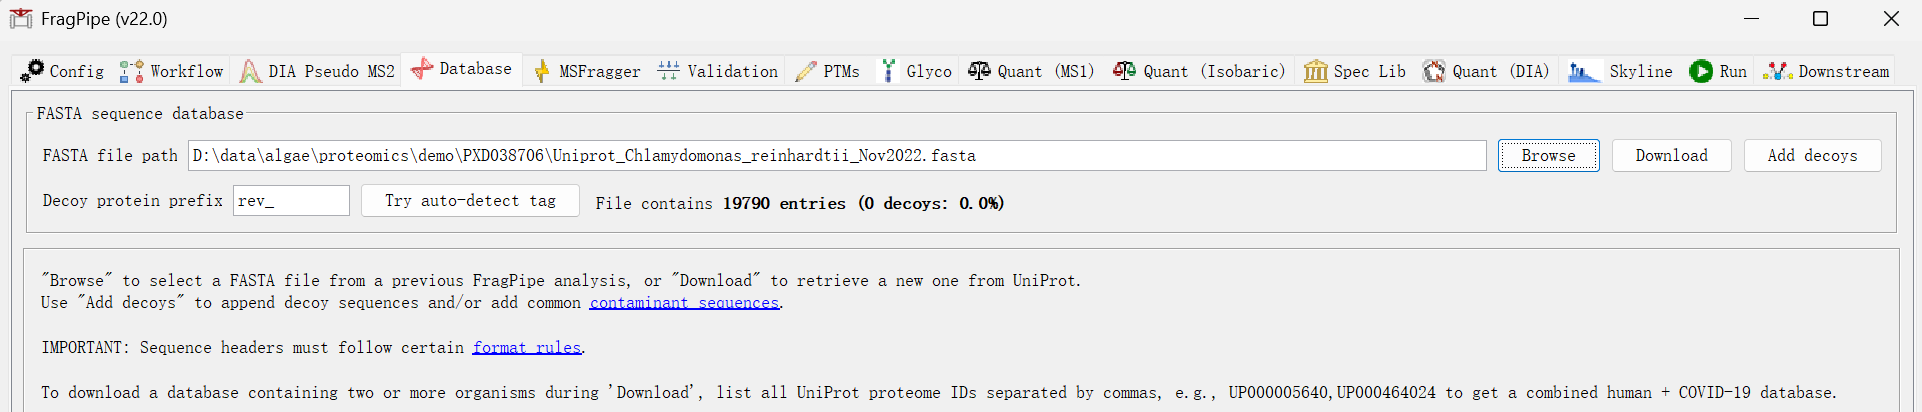 FragPipe (v22.0)
Config Workflow DIA Pseudo MS2 Database MSFragger Validation PTMs Glyco Quant (MS1) Quant (Isobaric) Spec Lib Quant (DIA) Skyline Run Downstream
FASTA sequence database
FASTA file path D:\data\algae\proteomics\demo\PXD038706\Uniprot_Chlamydomonas_reinhardtii_Nov2022.fasta Browse Download Add decoys
Decoy protein prefix rev_ Try auto-detect tag File contains 19790 entries (0 decoys: 0.0%)
"Browse" to select a FASTA file from a previous FragPipe analysis, or "Download" to retrieve a new one from UniProt.
Use "Add decoys" to append decoy sequences and/or add common contaminant sequences.
IMPORTANT: Sequence headers must follow certain format rules.
To download a database containing two or more organisms during 'Download', list all UniProt proteome IDs separated by commas, e.g., UP000005640,UP000464024 to get a combined human + COVID-19 database.